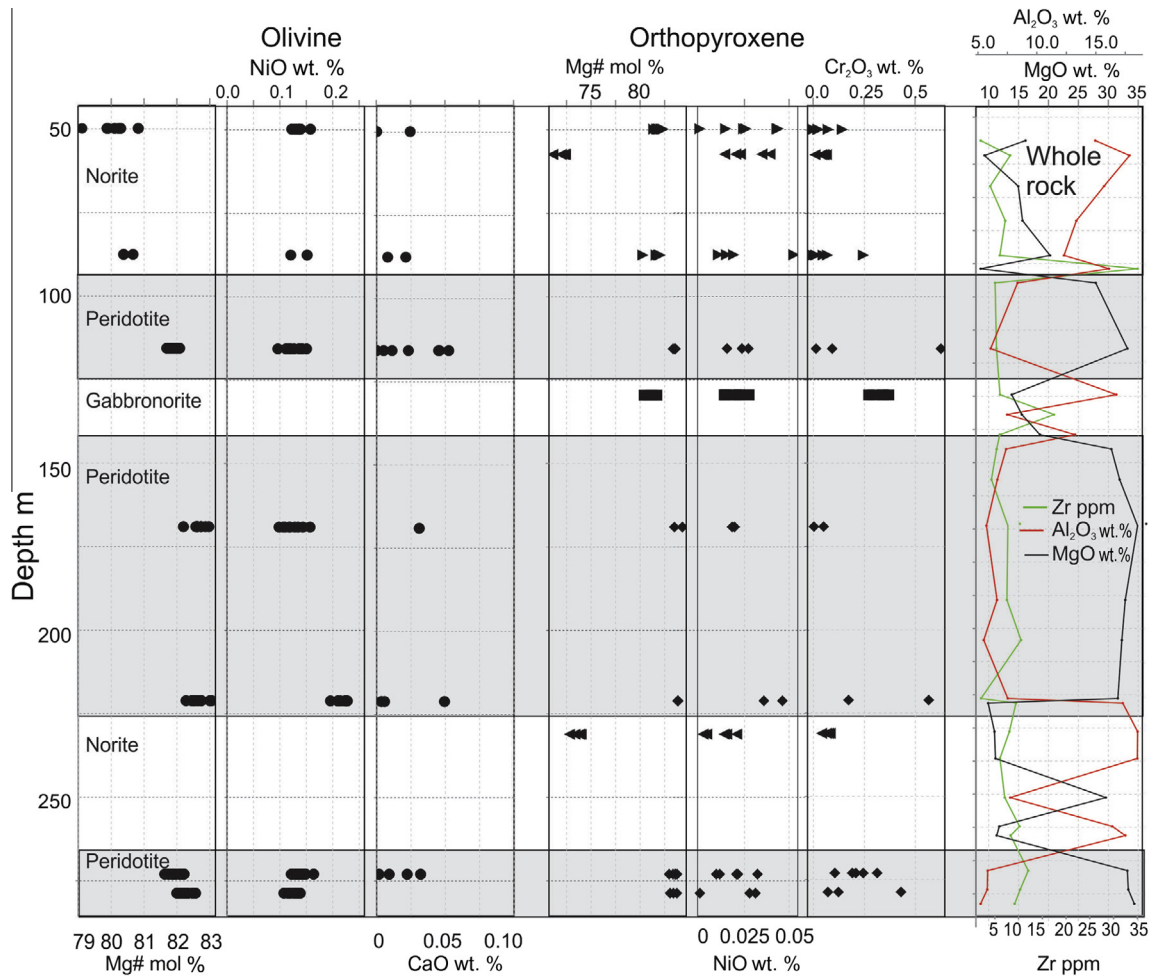 Al₂O₃ wt. %
5.0 10.0 15.0
Olivine
Orthopyroxene
NiO wt. %
Mg# mol %
Cr₂O₃ wt. %
MgO wt. %
0.0 0.1 0.2
75 80
0.0 0.25 0.5
10 15 20 25 30 35
50
Whole
rock
Norite
100
Peridotite
Gabbronorite
150
Peridotite
Zr ppm
Al₂O₃ wt.%
MgO wt.%
Depth m
200
Norite
250
Peridotite
79 80 81 82 83
0 0.05 0.10
0 0.025 0.05
5 10 15 20 25 30 35
Mg# mol %
CaO wt. %
NiO wt. %
Zr ppm